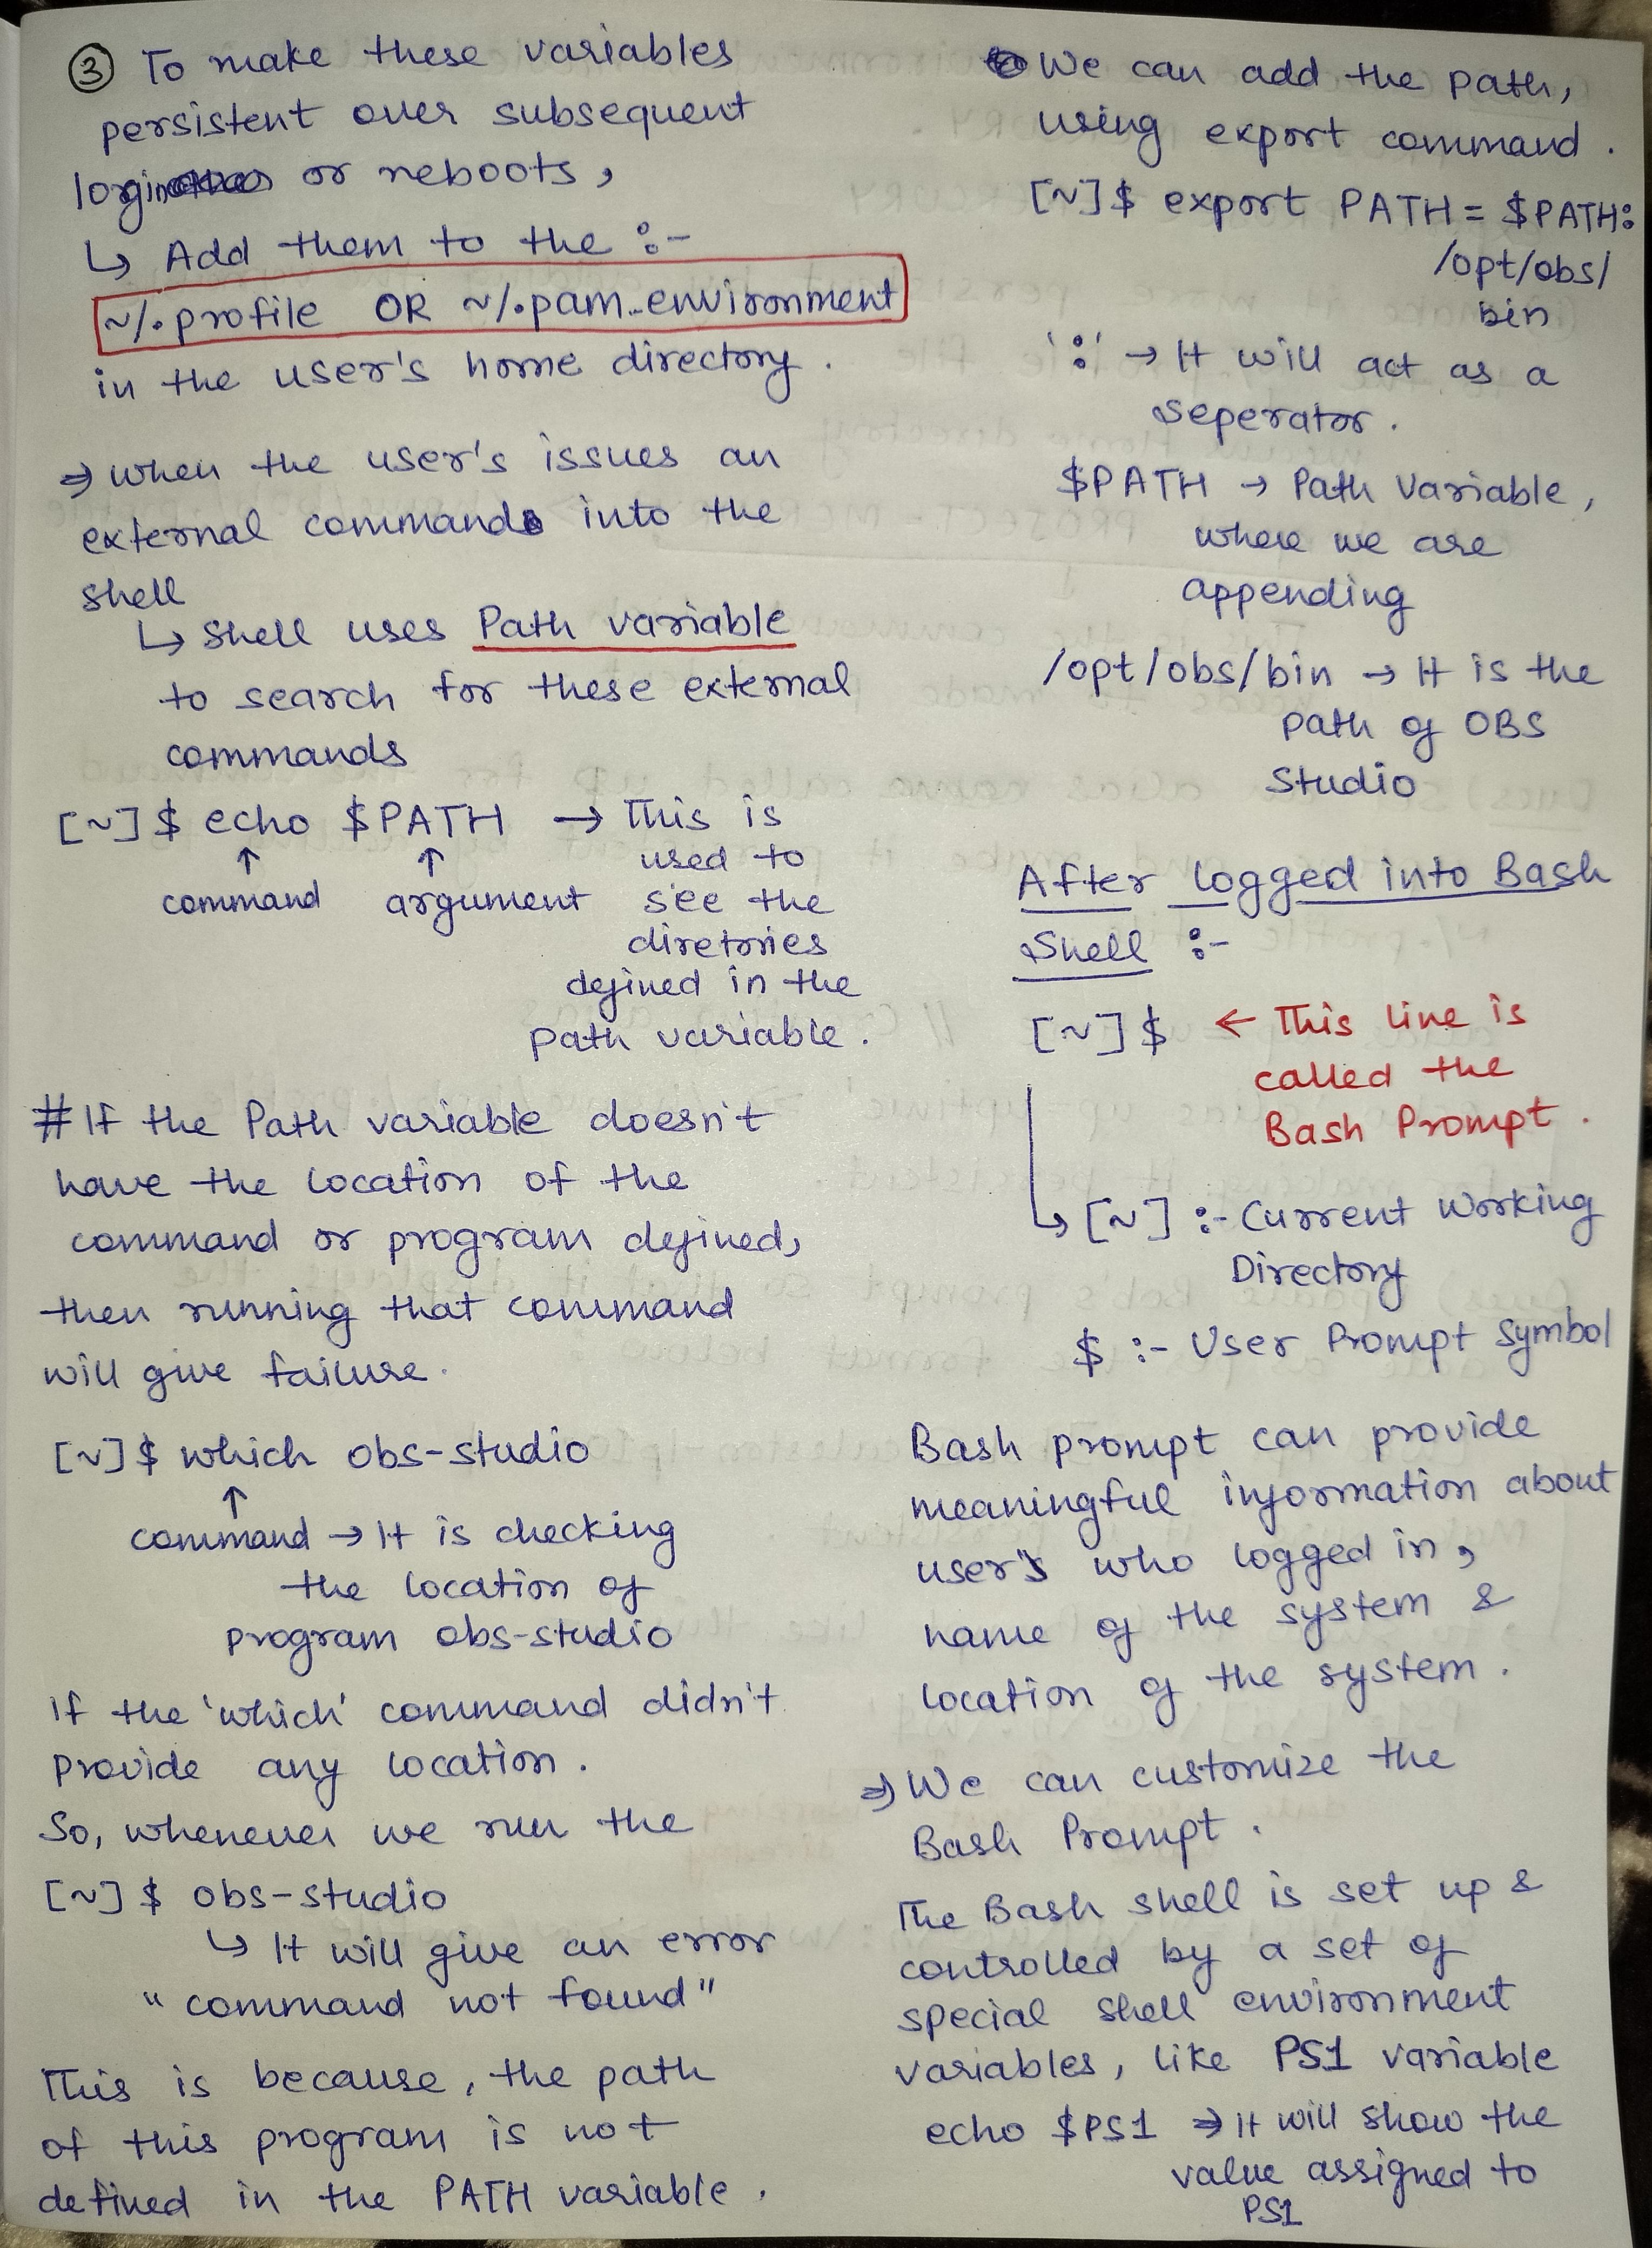 ③ To make these variables
persistent over subsequent
login or reboots,
↳ Add them to the :-
~/.profile OR ~/.pam_environment
in the user's home directory.
⇒ when the user's issues an
external command into the
shell
↳ Shell uses Path variable
to search for these external
commands
[~]$ echo $PATH → This is
↑ ↑ used to
command argument see the
diretories
defined in the
Path variable.
# If the Path variable doesn't
have the location of the
command or program defined,
then running that command
will give failure.
[~]$ which obs-studio
↑
command → It is checking
the location of
program obs-studio
If the 'which' command didn't
provide any location.
So, whenever we run the
[~]$ obs-studio
↳ It will give an error
"command not found"
This is because, the path
of this program is not
defined in the PATH variable.
We can add the path,
using export command.
[~]$ export PATH = $PATH:
/opt/obs/
bin
':' → It will act as a
seperator.
$PATH → Path Variable,
where we are
appending
/opt/obs/bin → It is the
path of OBS
Studio
After logged into Bash
Shell :-
[~]$ ← This line is
called the
Bash Prompt.
↳ [~] :- Current Working
Directory
$ :- User Prompt Symbol
Bash prompt can provide
meaningful information about
user's who logged in,
name of the system &
location of the system.
⇒ We can customize the
Bash Prompt.
The Bash shell is set up &
controlled by a set of
special shell environment
variables, like PS1 variable
echo $PS1 ⇒ It will show the
value assigned to
PS1